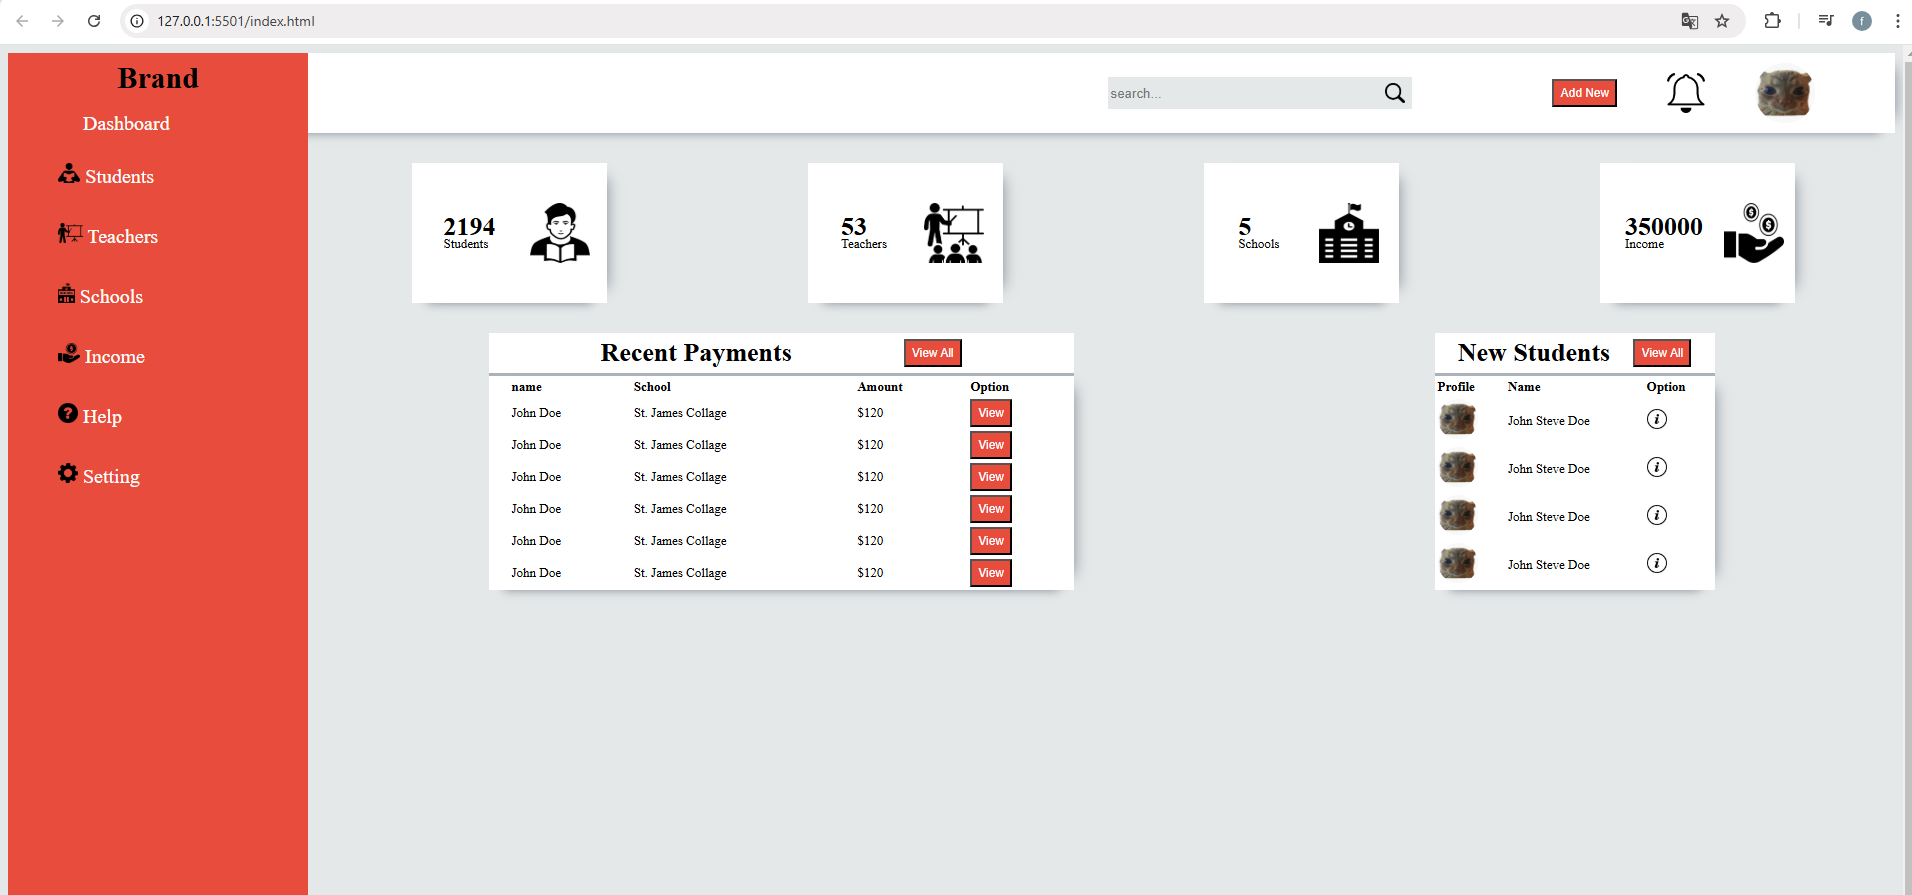 127.0.0.1:5501/index.html
f
Brand
Dashboard
Students
Teachers
Schools
Income
Help
Setting
search...
Add New
2194
Students
53
Teachers
5
Schools
350000
Income
Recent Payments View All
name School Amount Option
John Doe St. James Collage $120 View
John Doe St. James Collage $120 View
John Doe St. James Collage $120 View
John Doe St. James Collage $120 View
John Doe St. James Collage $120 View
John Doe St. James Collage $120 View
New Students View All
Profile Name Option
John Steve Doe
John Steve Doe
John Steve Doe
John Steve Doe